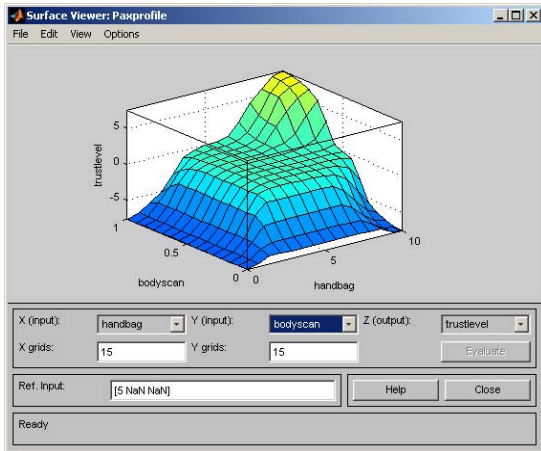 Surface Viewer: Paxprofile
File Edit View Options
trustlevel
5
0
-5
1
0.5
0
bodyscan
0
5
10
handbag
X (input): handbag Y (input): bodyscan Z (output): trustlevel
X grids: 15 Y grids: 15 Evaluate
Ref. Input: [5 NaN NaN] Help Close
Ready